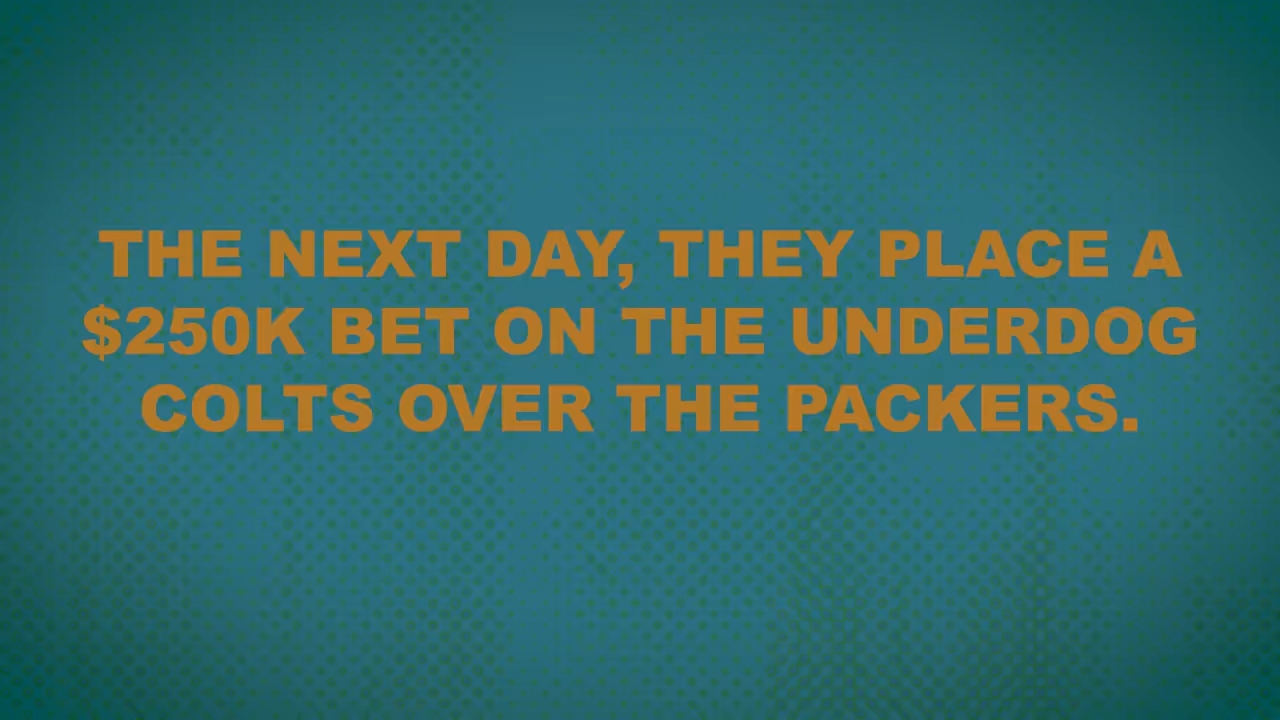 THE NEXT DAY, THEY PLACE A
$250K BET ON THE UNDERDOG
COLTS OVER THE PACKERS.